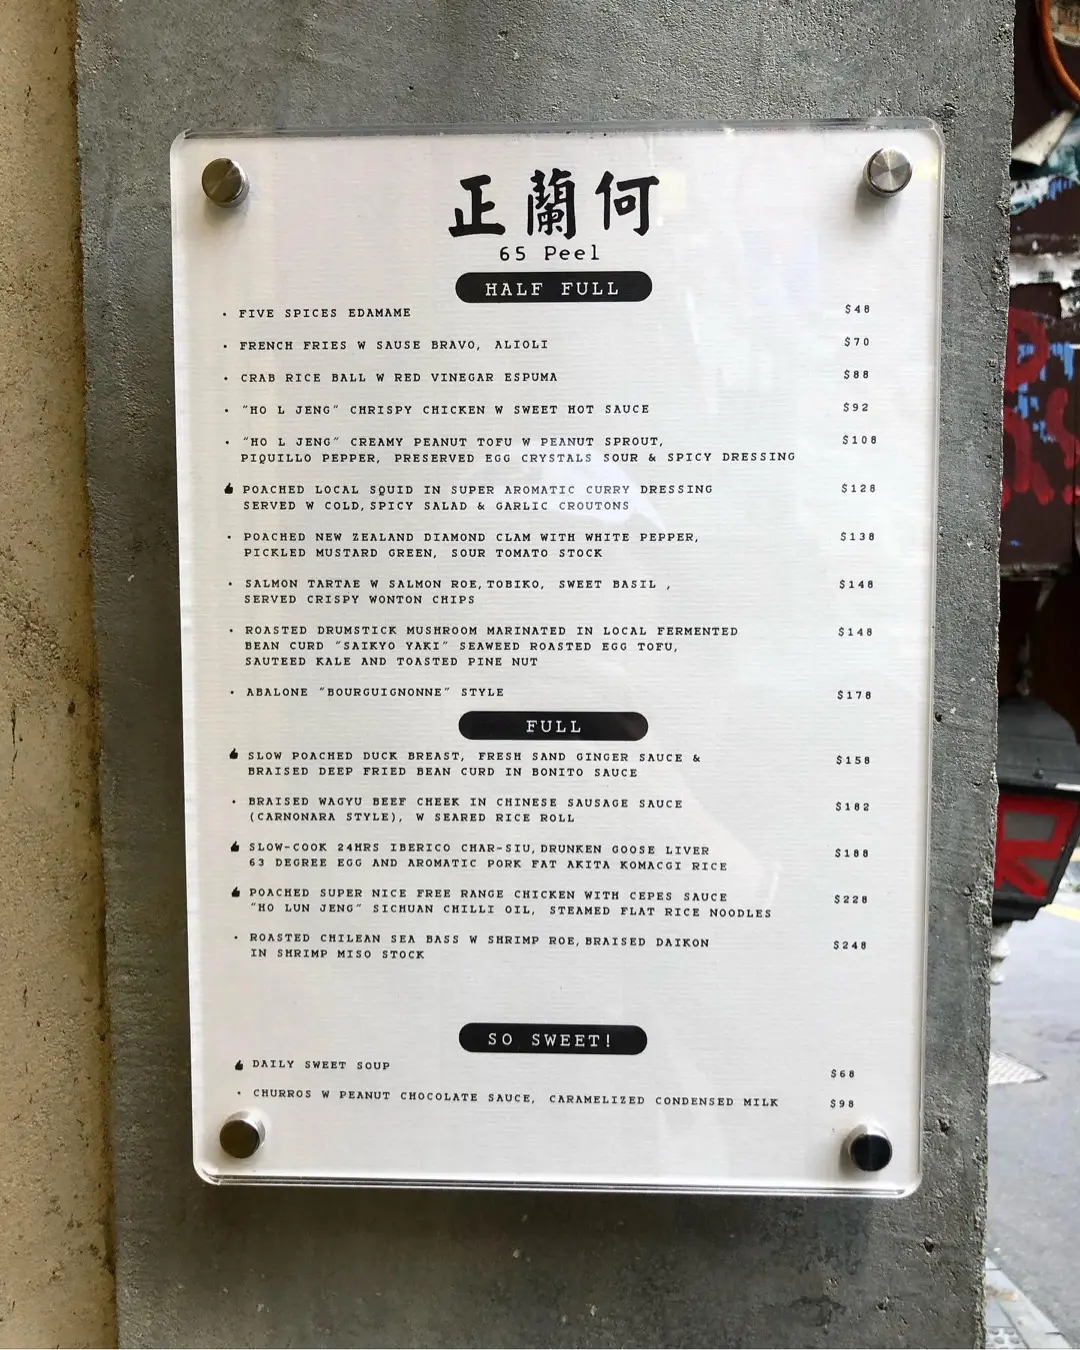 正蘭何
65 Peel
HALF FULL
• FIVE SPICES EDAMAME $48
• FRENCH FRIES W SAUSE BRAVO, ALIOLI $70
• CRAB RICE BALL W RED VINEGAR ESPUMA $88
• "HO L JENG" CHRISPY CHICKEN W SWEET HOT SAUCE $92
• "HO L JENG" CREAMY PEANUT TOFU W PEANUT SPROUT, $108
PIQUILLO PEPPER, PRESERVED EGG CRYSTALS SOUR & SPICY DRESSING
POACHED LOCAL SQUID IN SUPER AROMATIC CURRY DRESSING $128
SERVED W COLD, SPICY SALAD & GARLIC CROUTONS
• POACHED NEW ZEALAND DIAMOND CLAM WITH WHITE PEPPER, $138
PICKLED MUSTARD GREEN, SOUR TOMATO STOCK
• SALMON TARTAE W SALMON ROE, TOBIKO, SWEET BASIL , $148
SERVED CRISPY WONTON CHIPS
• ROASTED DRUMSTICK MUSHROOM MARINATED IN LOCAL FERMENTED $148
BEAN CURD "SAIKYO YAKI" SEAWEED ROASTED EGG TOFU,
SAUTEED KALE AND TOASTED PINE NUT
• ABALONE "BOURGUIGNONNE" STYLE $178
FULL
SLOW POACHED DUCK BREAST, FRESH SAND GINGER SAUCE & $158
BRAISED DEEP FRIED BEAN CURD IN BONITO SAUCE
• BRAISED WAGYU BEEF CHEEK IN CHINESE SAUSAGE SAUCE $182
(CARNONARA STYLE), W SEARED RICE ROLL
SLOW-COOK 24HRS IBERICO CHAR-SIU, DRUNKEN GOOSE LIVER $188
63 DEGREE EGG AND AROMATIC PORK FAT AKITA KOMACGI RICE
POACHED SUPER NICE FREE RANGE CHICKEN WITH CEPES SAUCE $228
"HO LUN JENG" SICHUAN CHILLI OIL, STEAMED FLAT RICE NOODLES
• ROASTED CHILEAN SEA BASS W SHRIMP ROE, BRAISED DAIKON $248
IN SHRIMP MISO STOCK
SO SWEET!
DAILY SWEET SOUP $68
• CHURROS W PEANUT CHOCOLATE SAUCE, CARAMELIZED CONDENSED MILK $98